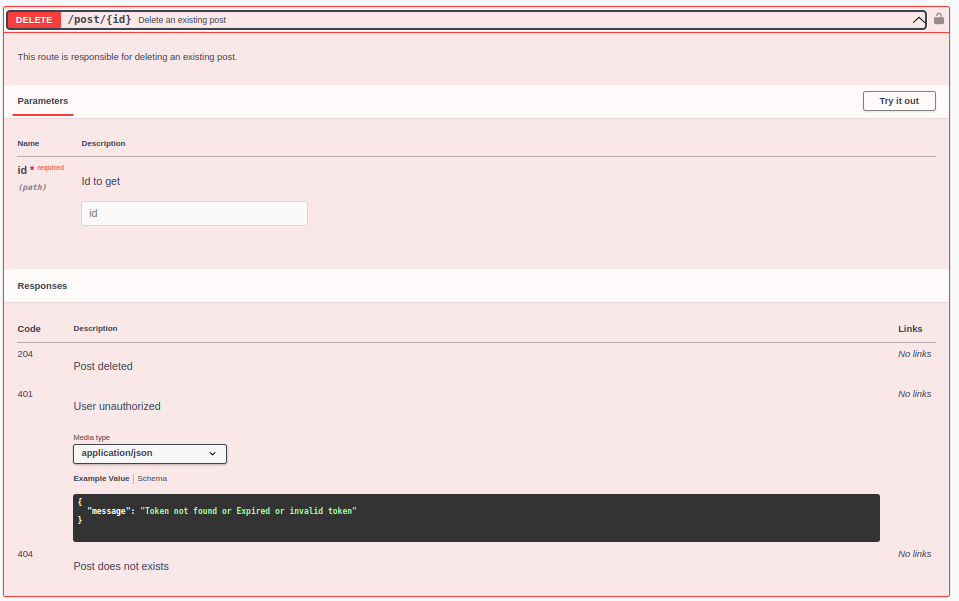 DELETE /post/{id} Delete an existing post
This route is responsible for deleting an existing post.
Parameters
Try it out
Name Description
id * required
(path)
Id to get
id
Responses
Code Description Links
204 Post deleted No links
401 User unauthorized No links
Media type
application/json
Example Value Schema
{
"message": "Token not found or Expired or invalid token"
}
404 Post does not exists No links